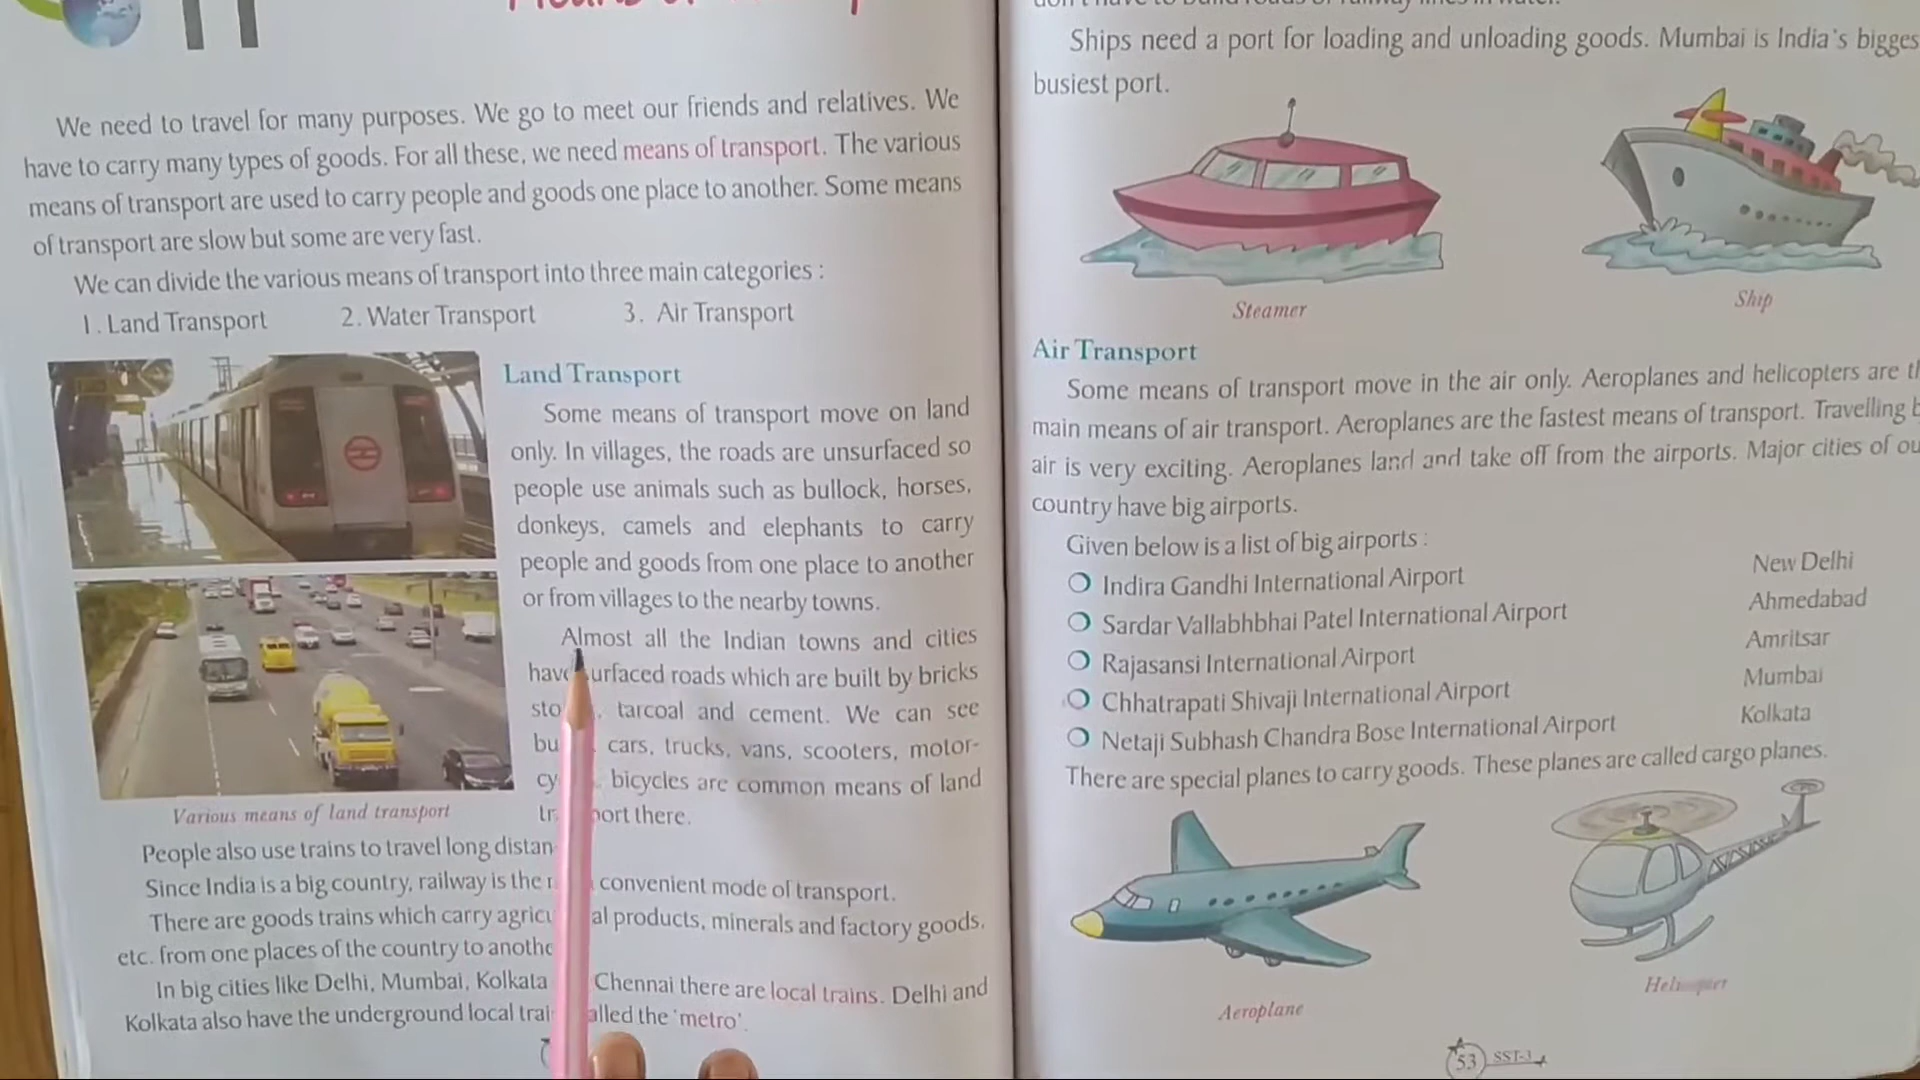 We need to travel for many purposes. We go to meet our friends and relatives. We
have to carry many types of goods. For all these, we need means of transport. The various
means of transport are used to carry people and goods one place to another. Some means
of transport are slow but some are very fast.
We can divide the various means of transport into three main categories :
1. Land Transport 2. Water Transport 3. Air Transport
Land Transport
Some means of transport move on land
only. In villages, the roads are unsurfaced so
people use animals such as bullock, horses,
donkeys, camels and elephants to carry
people and goods from one place to another
or from villages to the nearby towns.
Almost all the Indian towns and cities
roads which are built by bricks
tarcoal and cement. We can see
cars, trucks, vans, scooters, motor-
bicycles are common means of land
there.
Various means of land transport
People also use trains to travel long
Since India is a big country, railway is the convenient mode of transport.
There are goods trains which carry products, minerals and factory goods,
etc. from one places of the country to
In big cities like Delhi, Mumbai, Kolkata Chennai there are local trains. Delhi and
Kolkata also have the underground local the 'metro'.
Ships need a port for loading and unloading goods. Mumbai is India's
busiest port.
Steamer
Ship
Air Transport
Some means of transport move in the air only. Aeroplanes and helicopters are
main means of air transport. Aeroplanes are the fastest means of transport. Travelling
air is very exciting. Aeroplanes land and take off from the airports. Major cities of
country have big airports.
Given below is a list of big airports :
Indira Gandhi International Airport New Delhi
Sardar Vallabhbhai Patel International Airport Ahmedabad
Rajasansi International Airport Amritsar
Chhatrapati Shivaji International Airport Mumbai
Netaji Subhash Chandra Bose International Airport Kolkata
There are special planes to carry goods. These planes are called cargo planes.
Aeroplane
53 SST-3